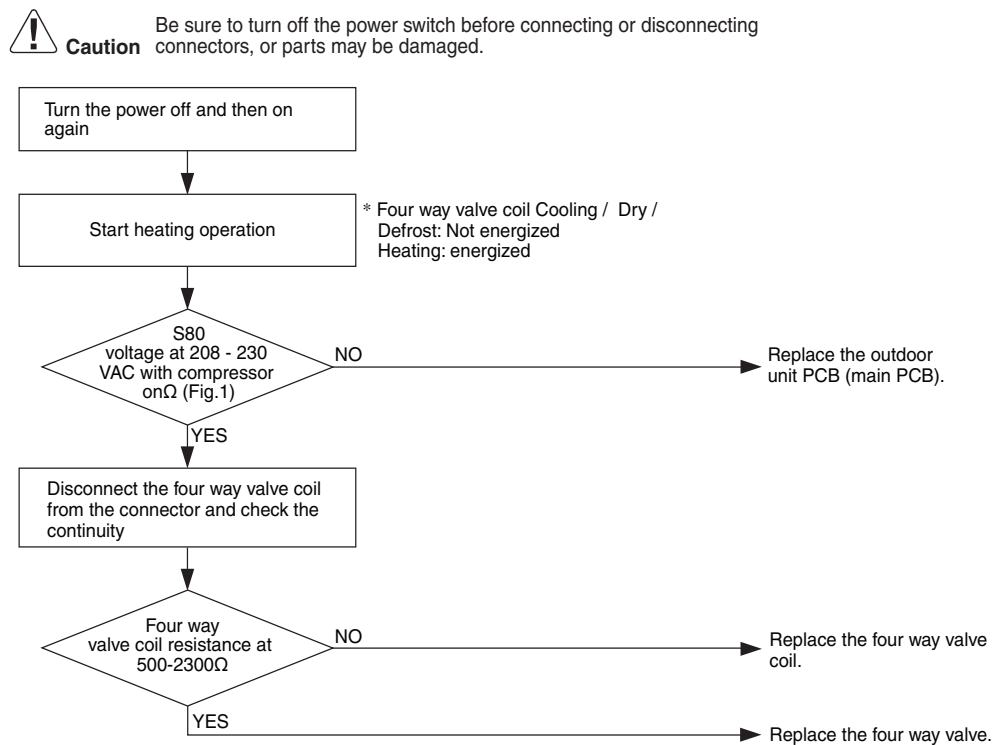 Be sure to turn off the power switch before connecting or disconnecting
Caution connectors, or parts may be damaged.
Turn the power off and then on
again
Start heating operation
* Four way valve coil Cooling / Dry /
Defrost: Not energized
Heating: energized
S80
voltage at 208 - 230
VAC with compressor
onΩ (Fig.1)
NO
Replace the outdoor
unit PCB (main PCB).
YES
Disconnect the four way valve coil
from the connector and check the
continuity
Four way
valve coil resistance at
500-2300Ω
NO
Replace the four way valve
coil.
YES
Replace the four way valve.